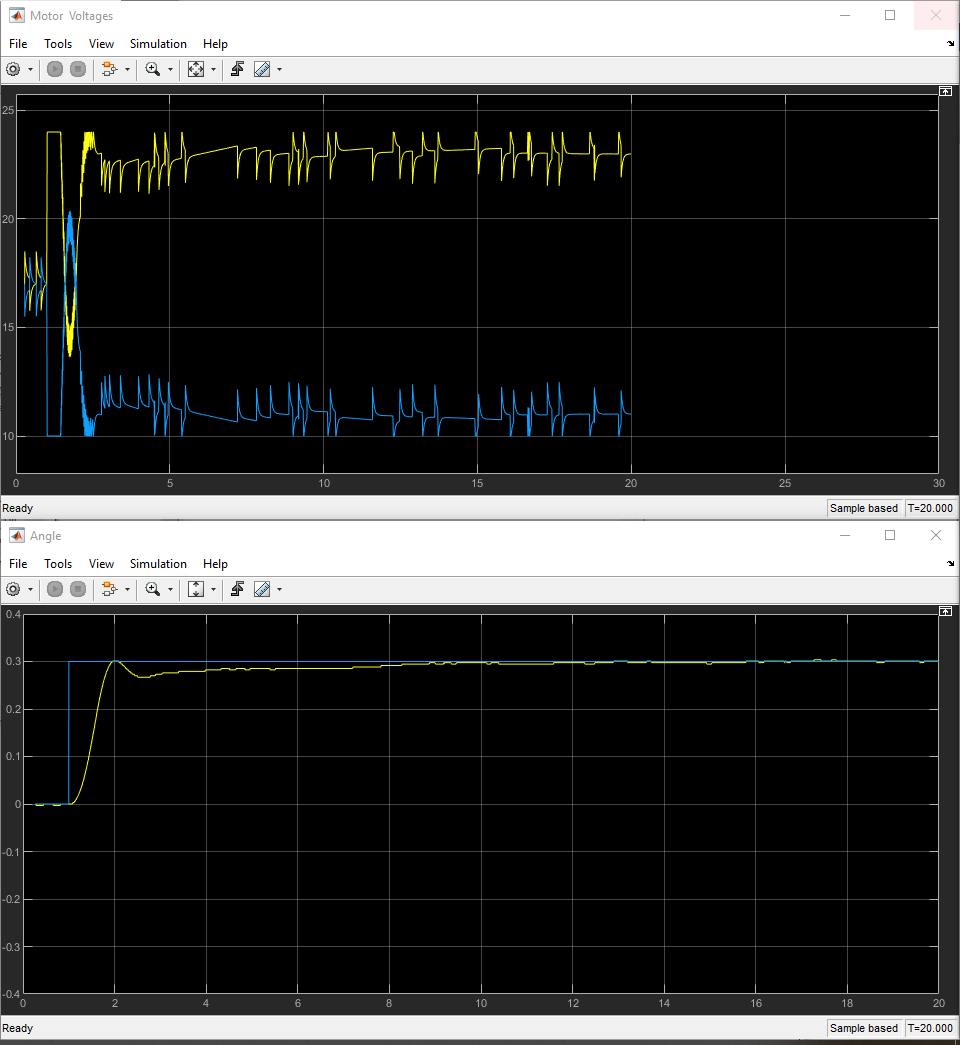 Motor Voltages
File Tools View Simulation Help
25
20
15
10
0 5 10 15 20 25 30
Ready Sample based T=20.000
Angle
File Tools View Simulation Help
0.4
0.3
0.2
0.1
0
-0.1
-0.2
-0.3
-0.4
0 2 4 6 8 10 12 14 16 18 20
Ready Sample based T=20.000